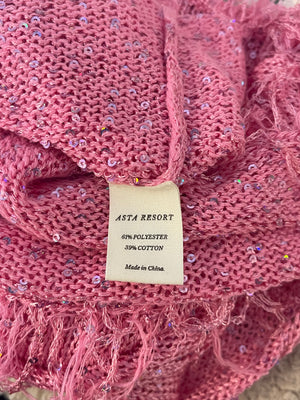 ASTA RESORT
61% POLYESTER
39% COTTON
Made in China.